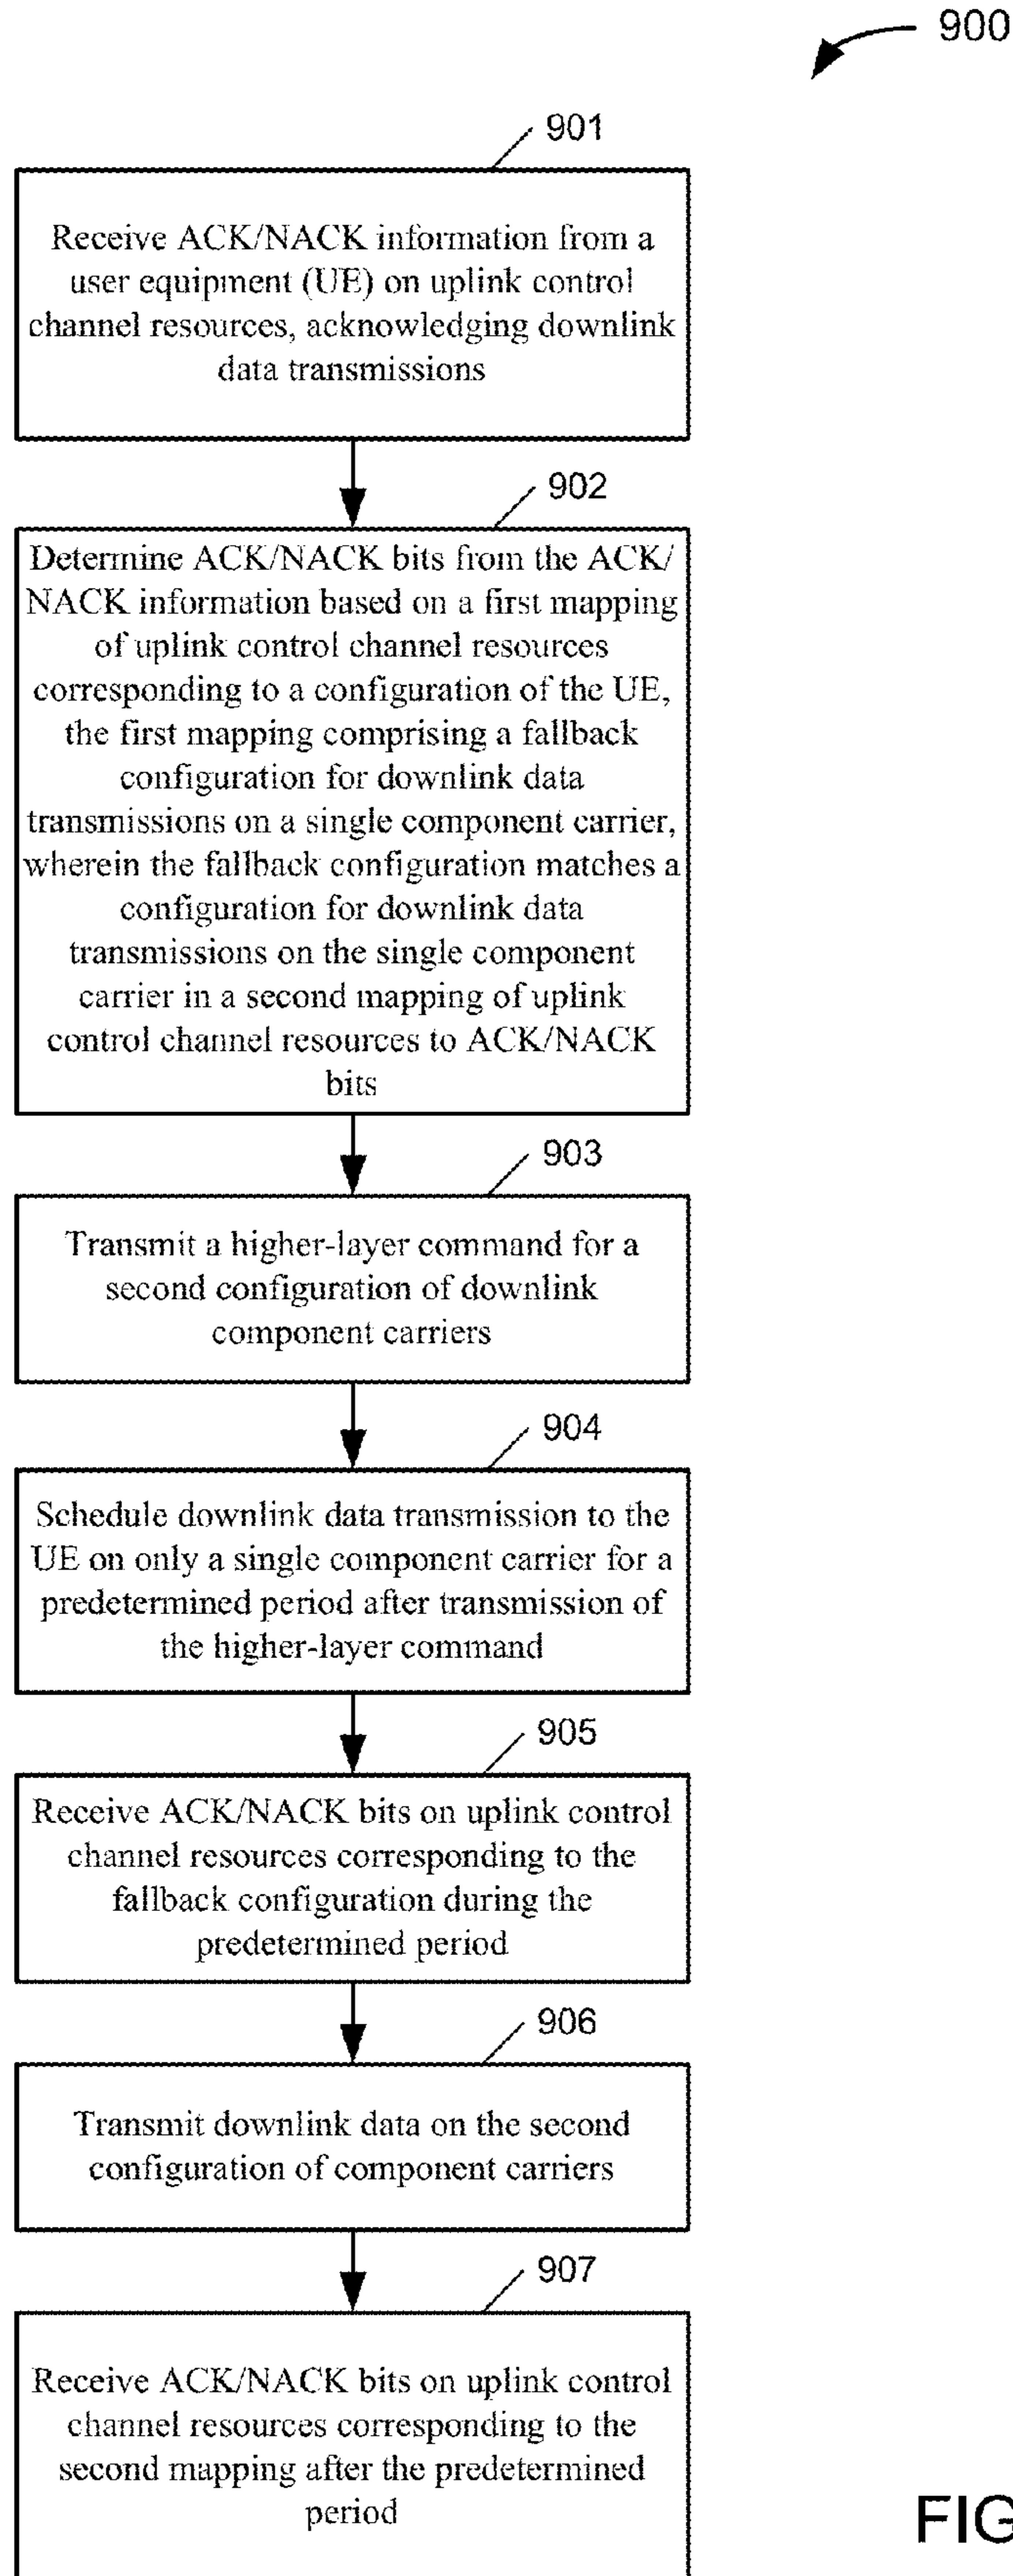 900
901
Receive ACK/NACK information from a
user equipment (UE) on uplink control
channel resources, acknowledging downlink
data transmissions
902
Determine ACK/NACK bits from the ACK/
NACK information based on a first mapping
of uplink control channel resources
corresponding to a configuration of the UE,
the first mapping comprising a fallback
configuration for downlink data
transmissions on a single component carrier,
wherein the fallback configuration matches a
configuration for downlink data
transmissions on the single component
carrier in a second mapping of uplink
control channel resources to ACK/NACK
bits
903
Transmit a higher-layer command for a
second configuration of downlink
component carriers
904
Schedule downlink data transmission to the
UE on only a single component carrier for a
predetermined period after transmission of
the higher-layer command
905
Receive ACK/NACK bits on uplink control
channel resources corresponding to the
fallback configuration during the
predetermined period
906
Transmit downlink data on the second
configuration of component carriers
907
Receive ACK/NACK bits on uplink control
channel resources corresponding to the
second mapping after the predetermined
period
FIG